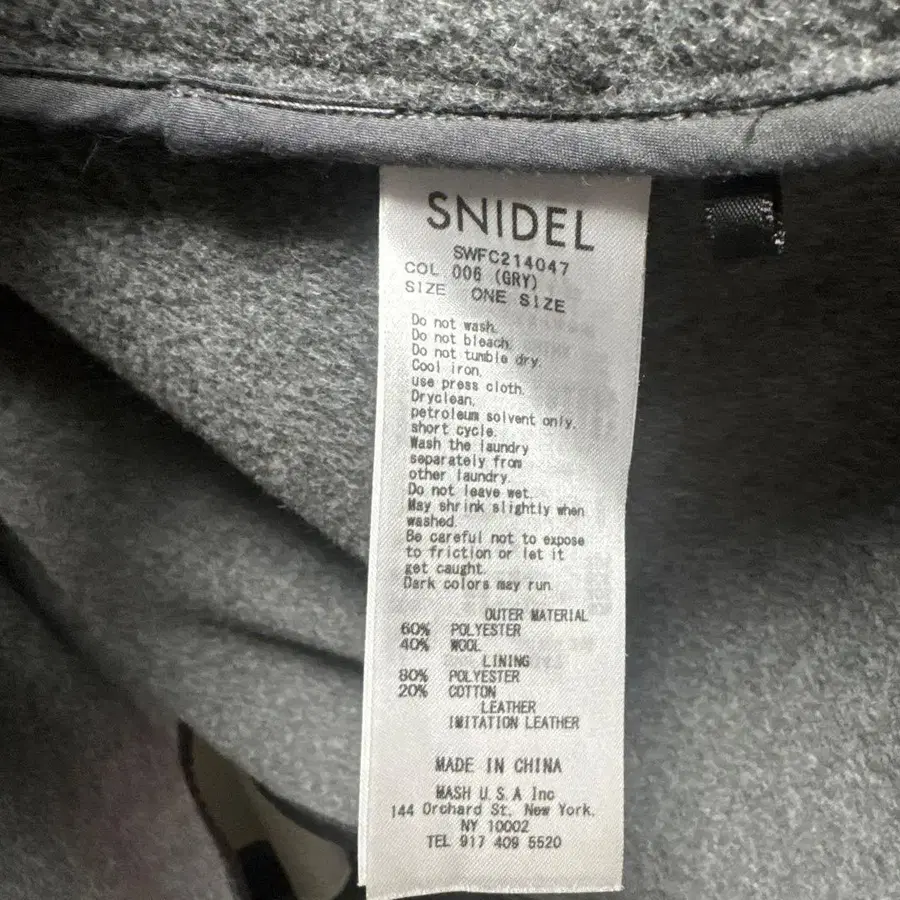 SNIDEL
SWFC214047
COL 006 (GRY)
SIZE ONE SIZE
Do not wash.
Do not bleach.
Do not tumble dry.
Cool iron,
use press cloth.
Dryclean,
petroleum solvent only,
short cycle.
Wash the laundry
separately from
other laundry.
Do not leave wet.
May shrink slightly when
washed.
Be careful not to expose
to friction or let it
get caught.
Dark colors may run.
OUTER MATERIAL
60% POLYESTER
40% WOOL
LINING
80% POLYESTER
20% COTTON
LEATHER
IMITATION LEATHER
MADE IN CHINA
MASH U.S.A Inc
144 Orchard St, New York,
NY 10002
TEL 917 409 5520